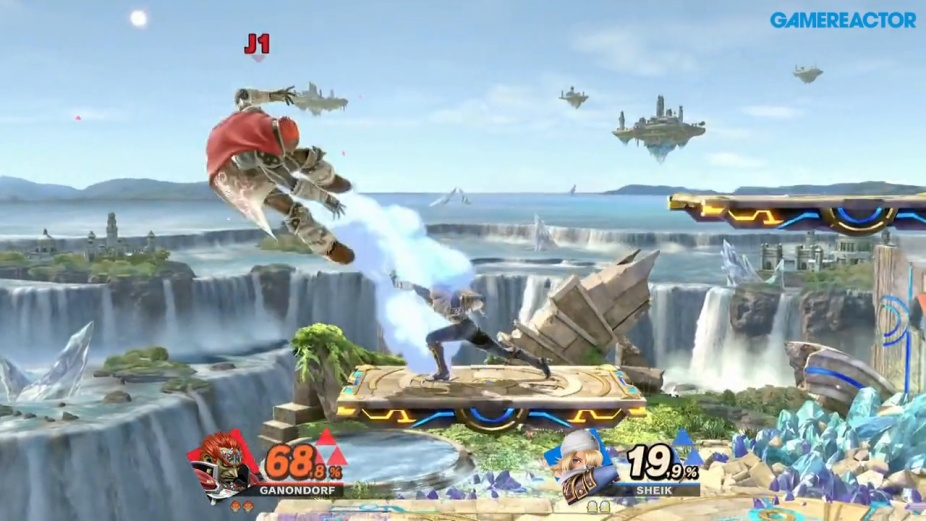 GAMEREACTOR
J1
68.8%
GANONDORF
19.9%
SHEIK